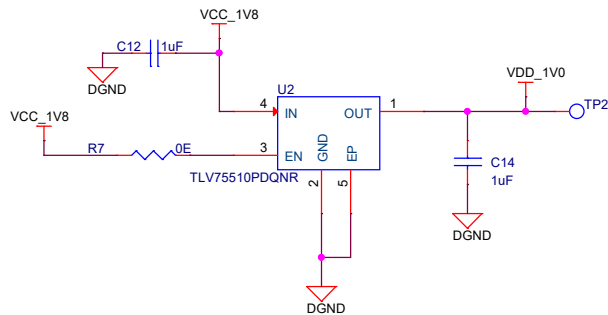 VCC_1V8
C12 1uF
DGND
VDD_1V0
U2
TP2
4 IN OUT 1
VCC_1V8
R7 0E 3 EN GND EP
TLV75510PDQNR
2 5
C14
1uF
DGND
DGND